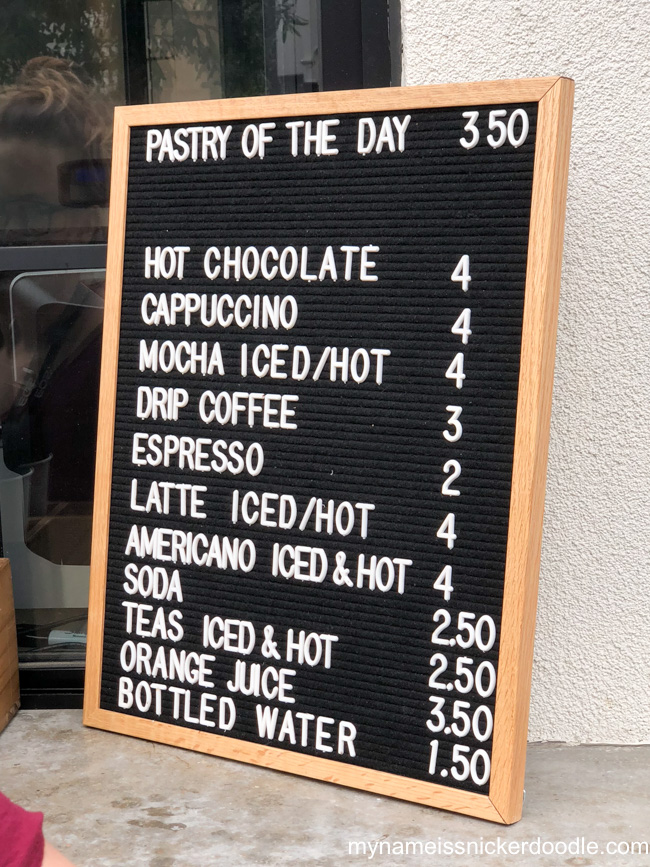 PASTRY OF THE DAY 3 50
HOT CHOCOLATE 4
CAPPUCCINO 4
MOCHA ICED/HOT 4
DRIP COFFEE 3
ESPRESSO 2
LATTE ICED/HOT 4
AMERICANO ICED & HOT 4
SODA 2.50
TEAS ICED & HOT 2.50
ORANGE JUICE 3.50
BOTTLED WATER 1.50
mynameissnickerdoodle.com